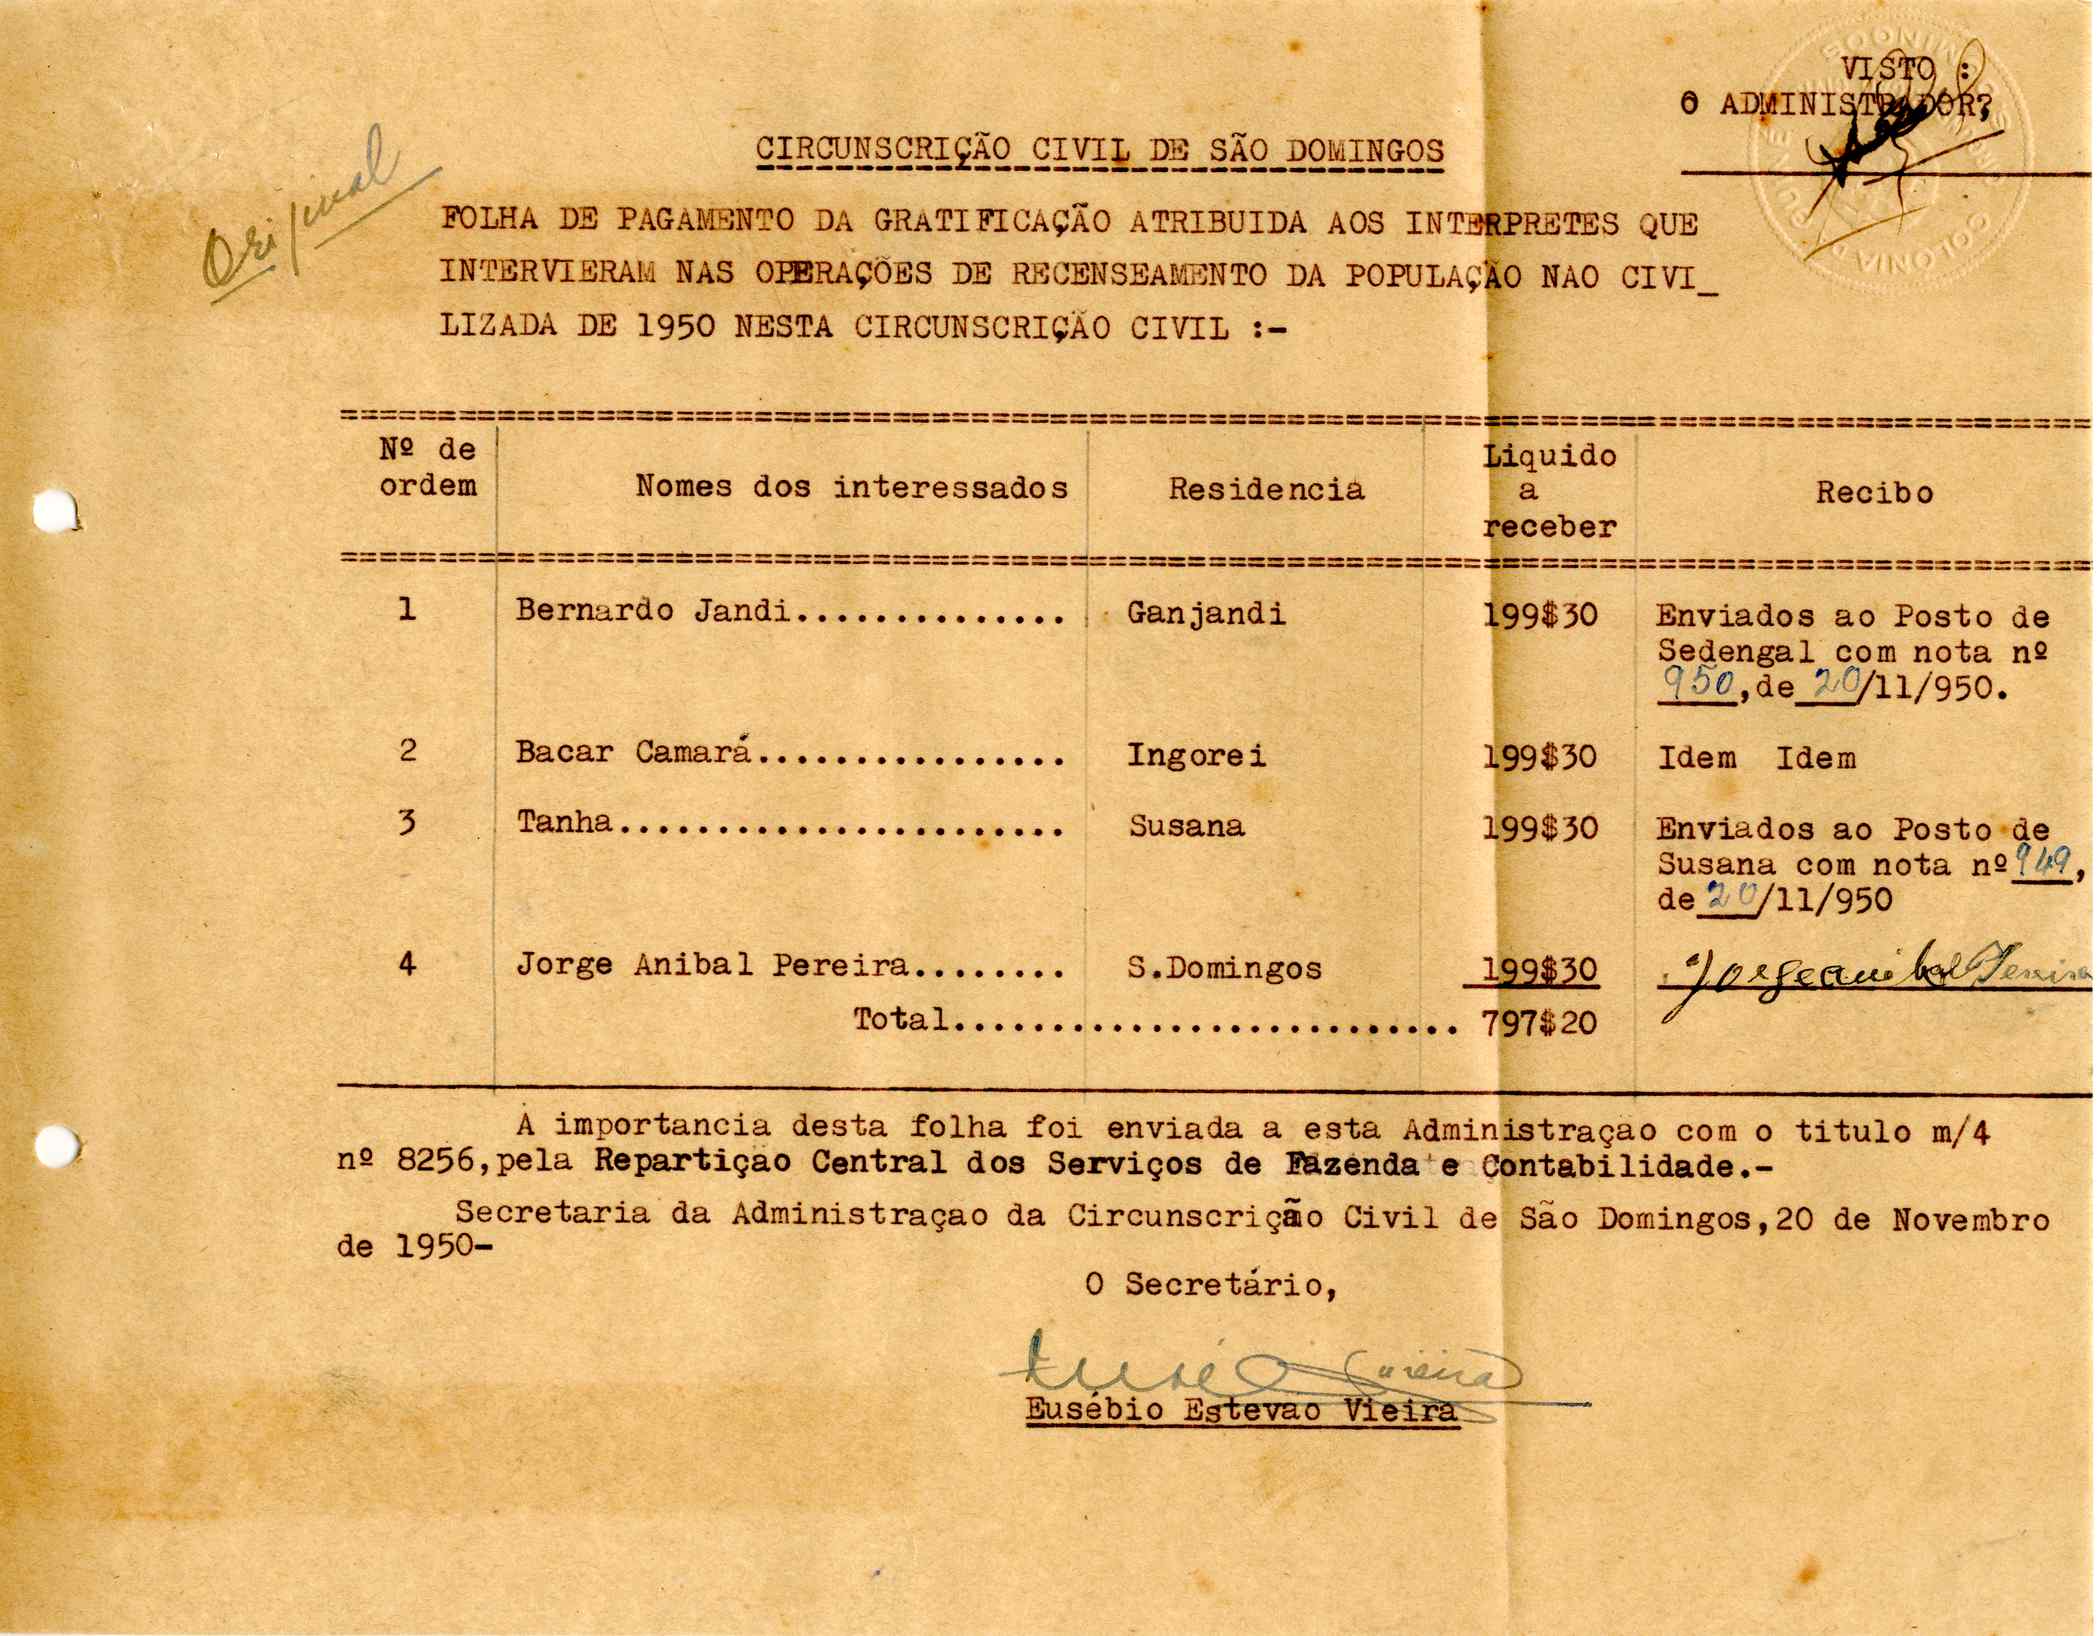 VISTO :
O ADMINISTRADOR,
Original
CIRCUNSCRIÇÃO CIVIL DE SÃO DOMINGOS
FOLHA DE PAGAMENTO DA GRATIFICAÇÃO ATRIBUIDA AOS INTERPRETES QUE
INTERVIERAM NAS OPERAÇÕES DE RECENSEAMENTO DA POPULAÇÃO NAO CIVI_
LIZADA DE 1950 NESTA CIRCUNSCRIÇÃO CIVIL :-
Nº de ordem Nomes dos interessados Residencia Liquido a receber Recibo
1 Bernardo Jandi.............. Ganjandi 199$30 Enviados ao Posto de
Sedengal com nota nº
950, de 20/11/950.
2 Bacar Camará................ Ingorei 199$30 Idem Idem
3 Tanha....................... Susana 199$30 Enviados ao Posto de
Susana com nota nº 949,
de 20/11/950
4 Jorge Anibal Pereira........ S.Domingos 199$30 Jorge anibal Pereira
Total.......................... 797$20
A importancia desta folha foi enviada a esta Administraçao com o titulo m/4
nº 8256,pela Repartiçao Central dos Serviços de Fazenda e Contabilidade.-
Secretaria da Administraçao da Circunscrição Civil de São Domingos,20 de Novembro
de 1950-
O Secretário,
Eusébio Estevao Vieira